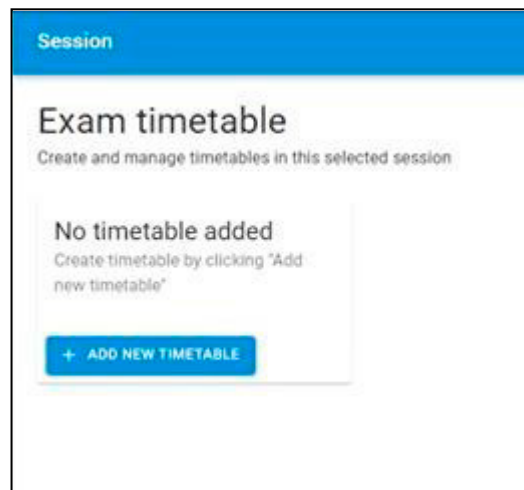 Session
Exam timetable
Create and manage timetables in this selected session
No timetable added
Create timetable by clicking "Add
new timetable"
+ ADD NEW TIMETABLE